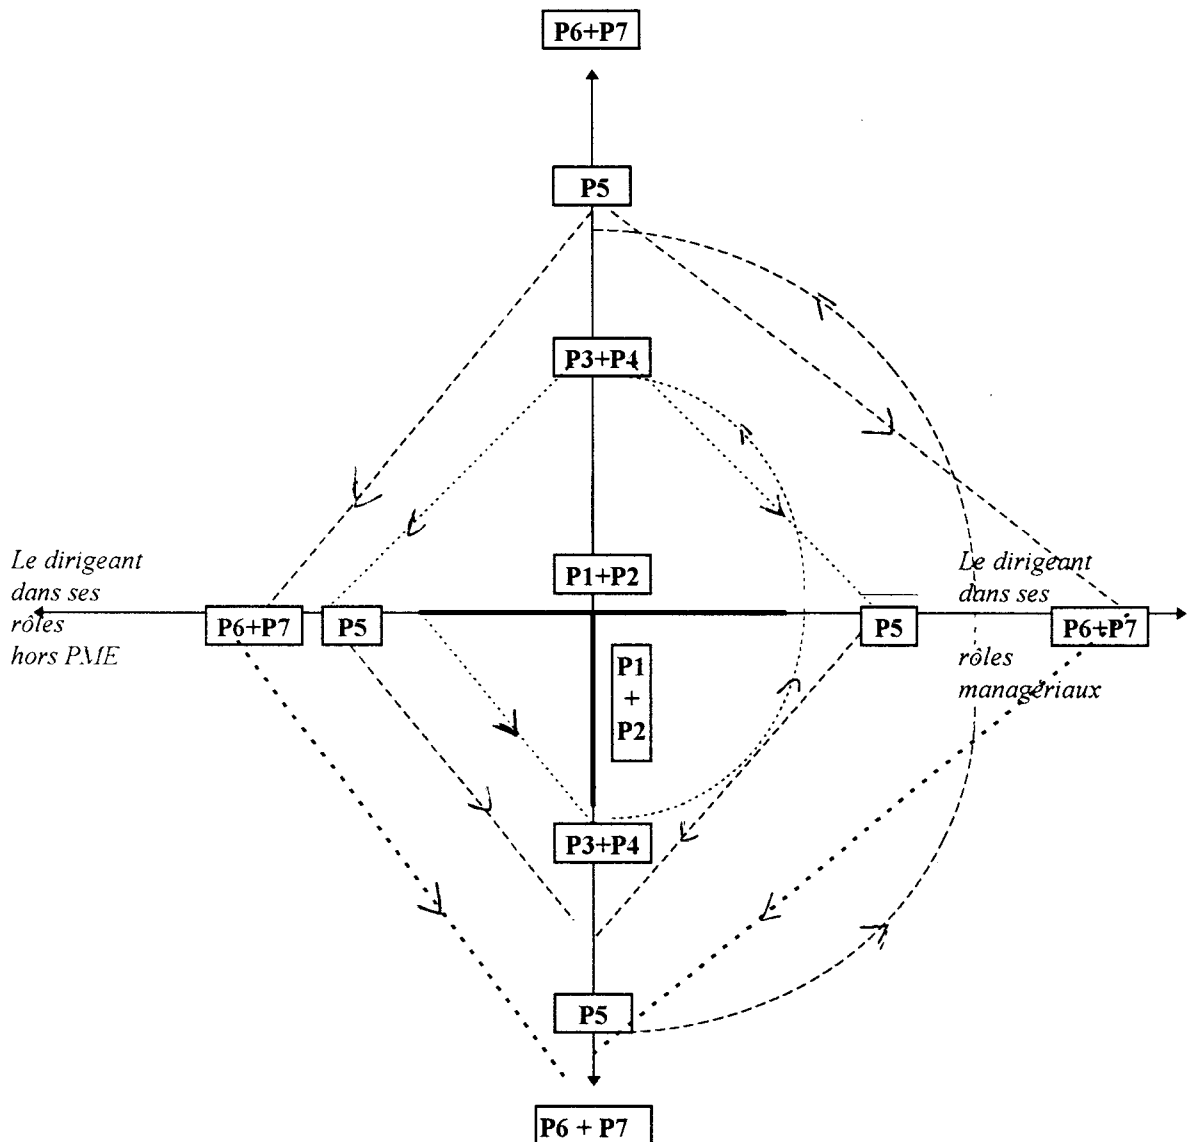 P6+P7
P5
P3+P4
P1+P2
Le dirigeant
dans ses
rôles
hors PME
Le dirigeant
dans ses
rôles
managériaux
P6+P7
P5
P5
P6+P7
P1
+
P2
P3+P4
P5
P6 + P7